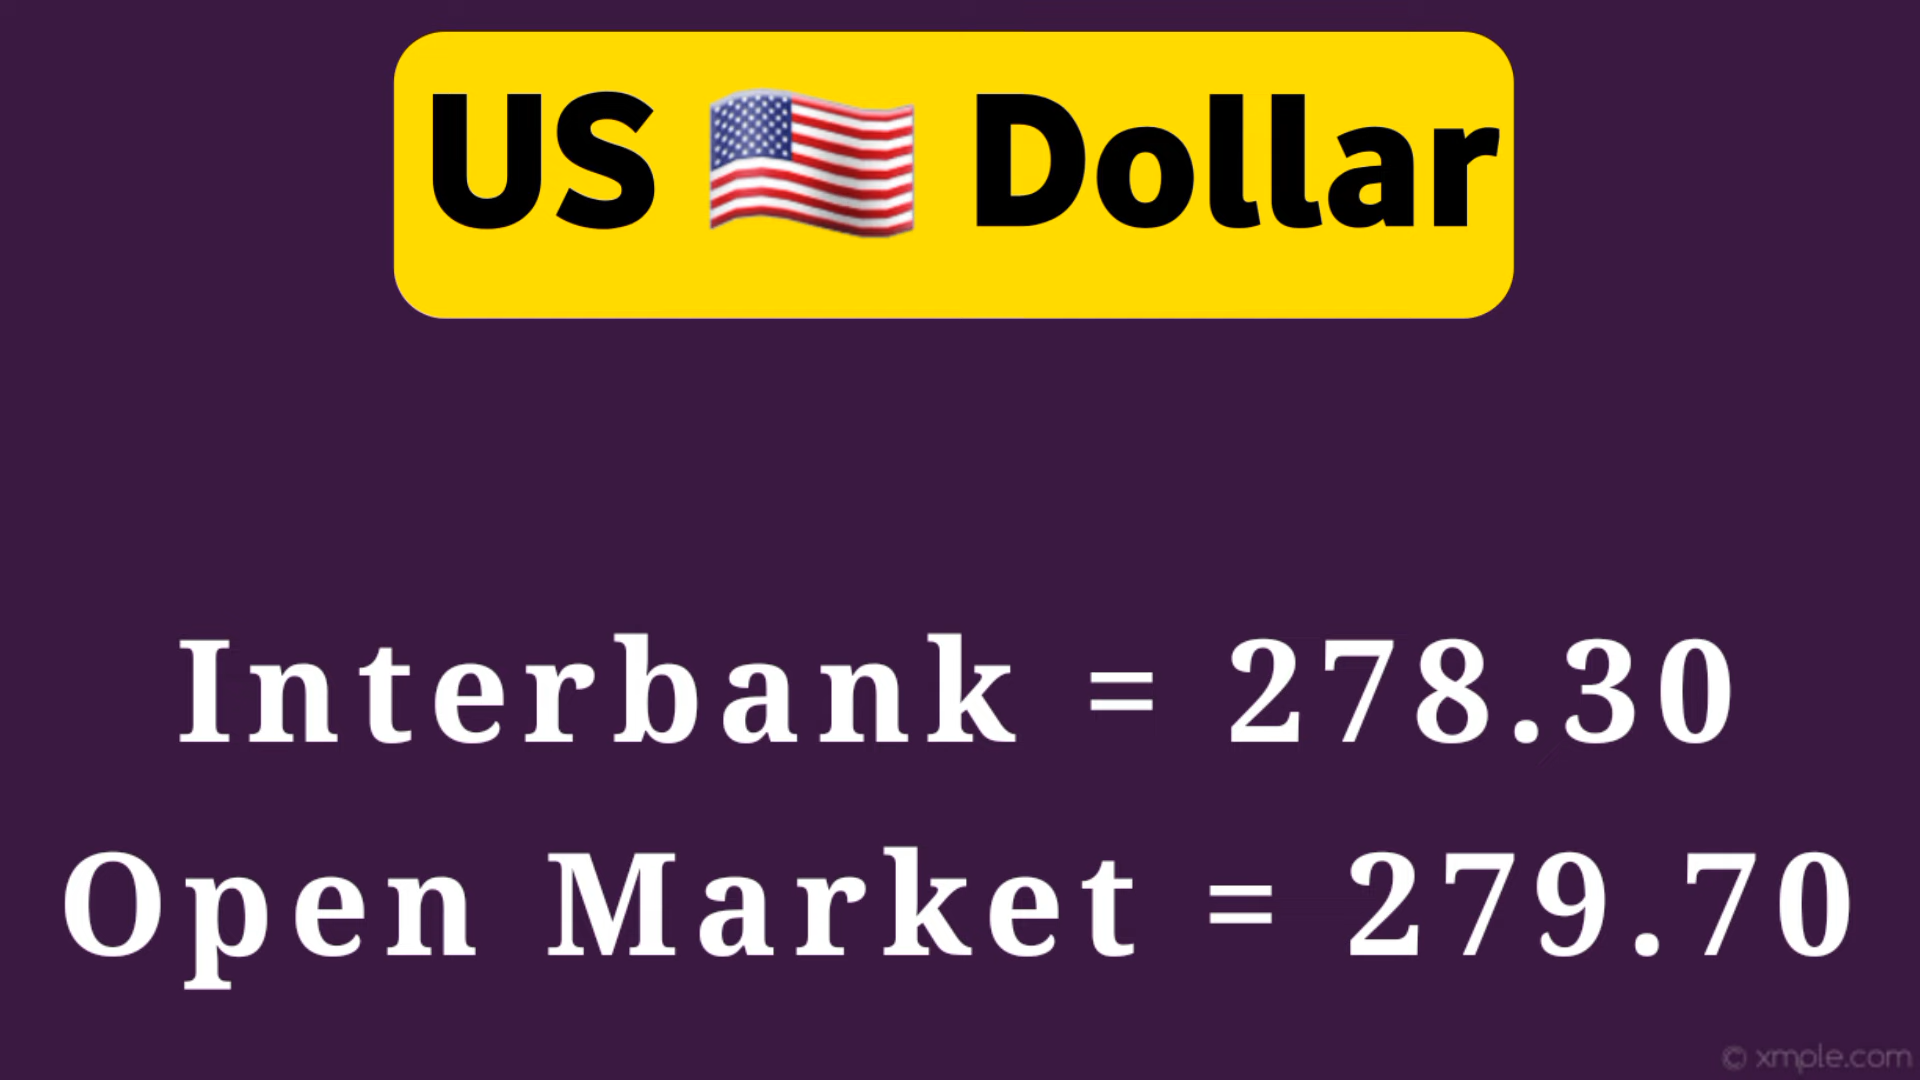 US 🇺🇸 Dollar
Interbank = 278.30
Open Market = 279.70
© xmple.com